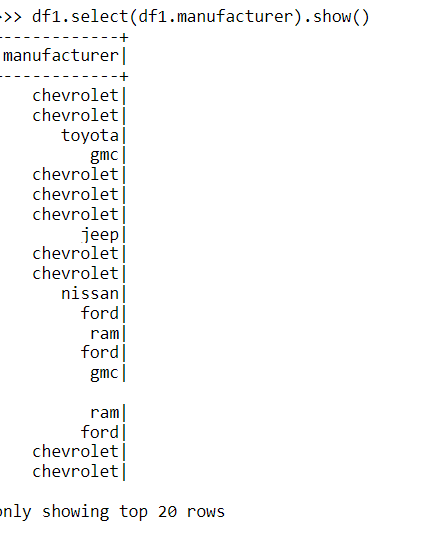 >>> df1.select(df1.manufacturer).show()
------------+
manufacturer|
------------+
chevrolet|
chevrolet|
toyota|
gmc|
chevrolet|
chevrolet|
chevrolet|
jeep|
chevrolet|
chevrolet|
nissan|
ford|
ram|
ford|
gmc|
ram|
ford|
chevrolet|
chevrolet|
only showing top 20 rows